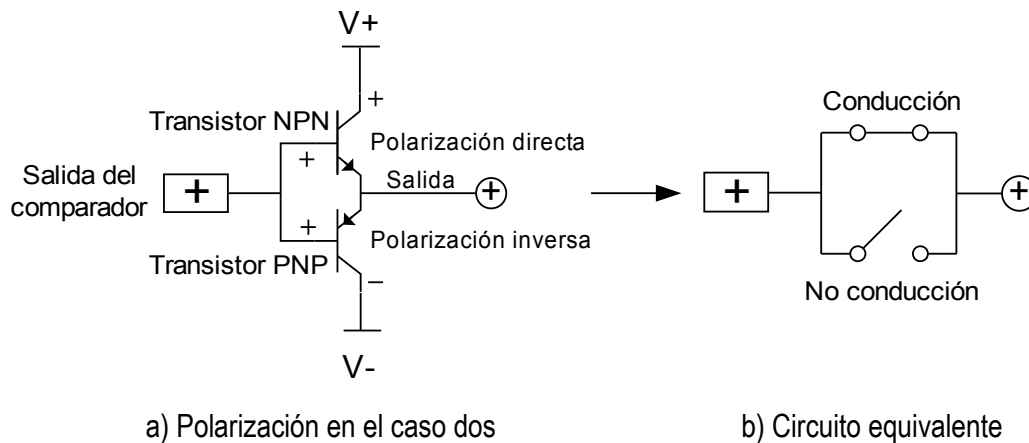 V+
+
Transistor NPN
+
Polarización directa
Salida del
comparador
+
Salida
+
+
Polarización inversa
Transistor PNP
−
V-
a) Polarización en el caso dos
Conducción
+
+
No conducción
b) Circuito equivalente